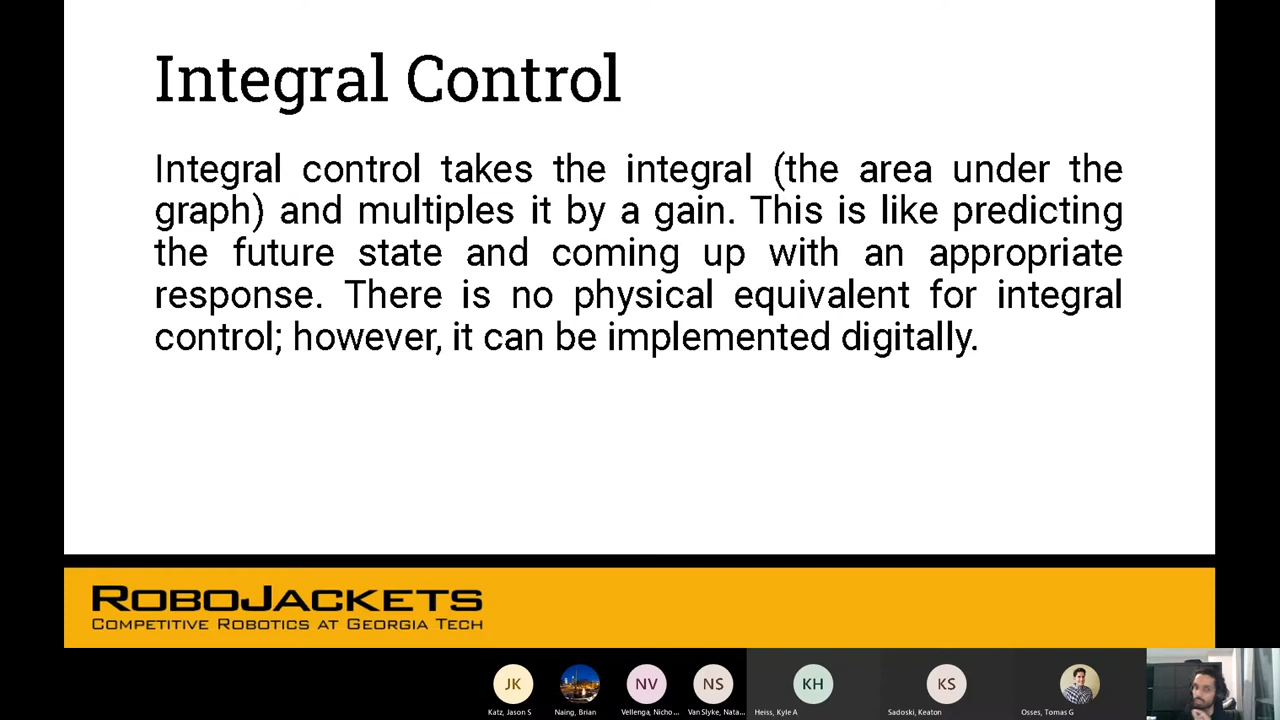 Integral Control
Integral control takes the integral (the area under the
graph) and multiples it by a gain. This is like predicting
the future state and coming up with an appropriate
response. There is no physical equivalent for integral
control; however, it can be implemented digitally.
ROBOJACKETS
COMPETITIVE ROBOTICS AT GEORGIA TECH
JK NV NS KH KS
Katz, Jason S Naing, Brian Vellenga, Nicho ... Van Slyke, Nata... Heiss, Kyle A Sadoski, Keaton Osses, Tomas G